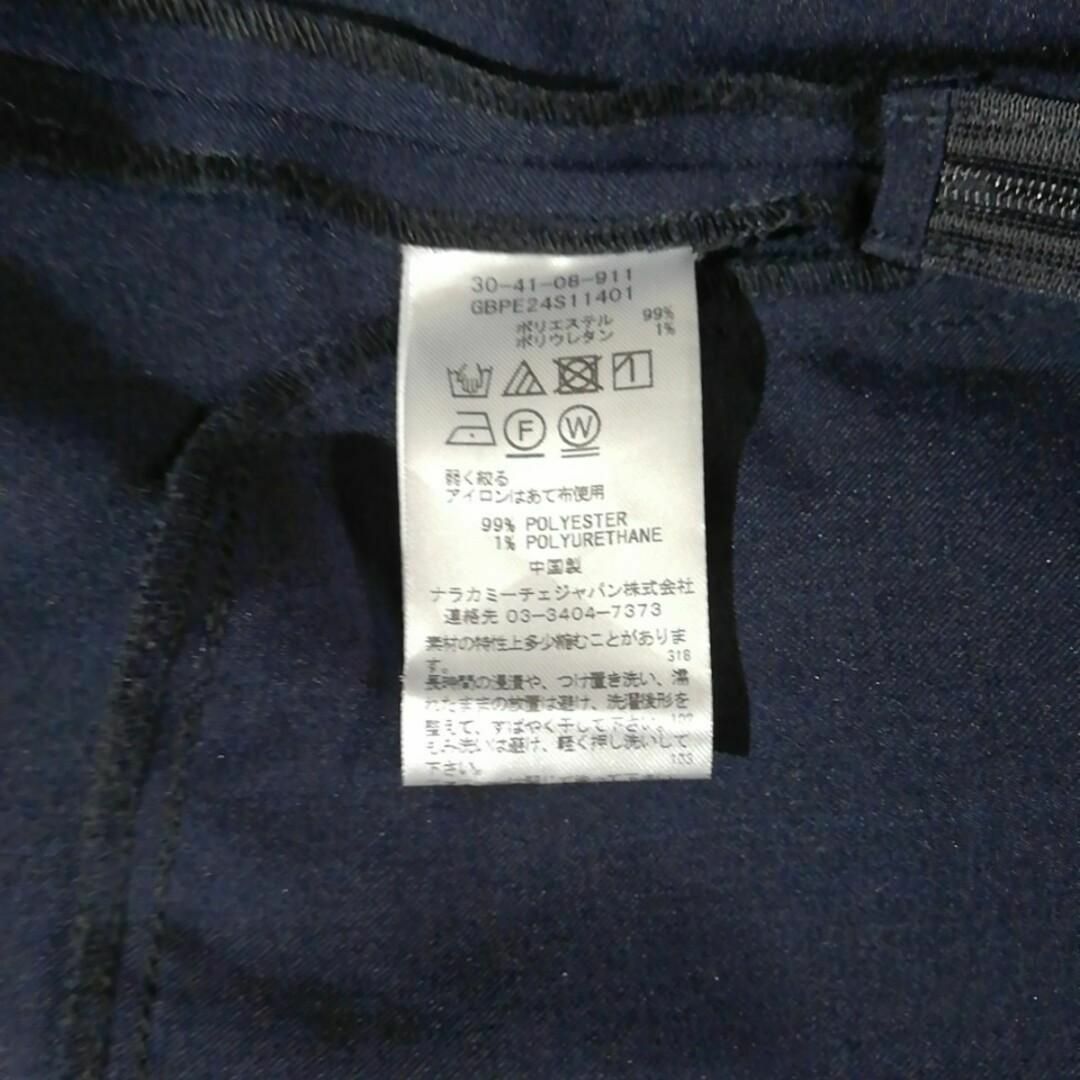 30-41-08-911
GBPE24S11401
ポリエステル 99%
ポリウレタン 1%
F W
弱く絞る
アイロンはあて布使用
99% POLYESTER
1% POLYURETHANE
中国製
ナラカミーチェジャパン株式会社
連絡先 03-3404-7373
素材の特性上多少縮むことがありま
す。 318
長時間の浸漬や、つけ置き洗い、濡
れたままの放置は避け、洗濯後形を
整えて、すばやく干して下さい。
もみ洗いは避け、軽く押し洗いして
下さい。 103